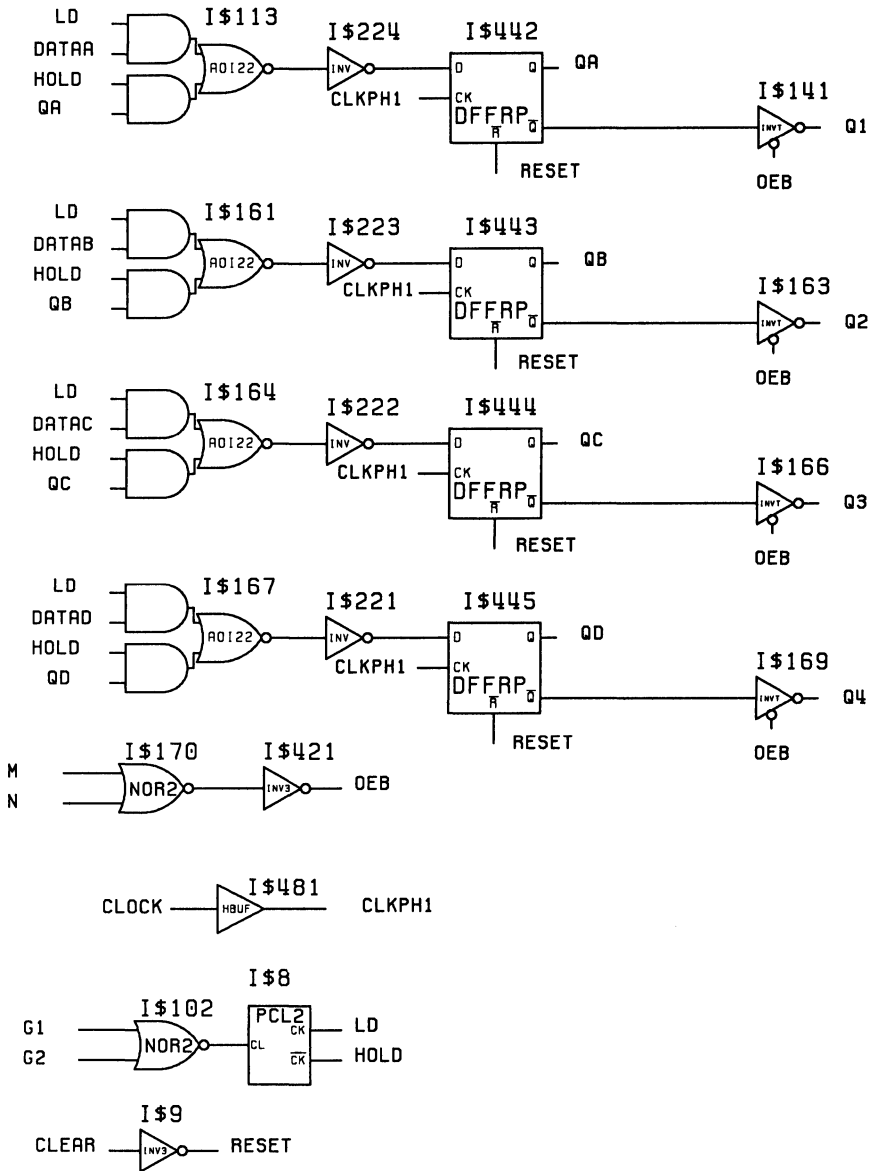 LD I$113
DATAA I$224 I$442
HOLD AOI22 INV D Q QA
QA CLKPH1 CK I$141
DFFRP Q̅ INVT Q1
R̅
RESET OEB
LD I$161
DATAB I$223 I$443
HOLD AOI22 INV D Q QB
QB CLKPH1 CK I$163
DFFRP Q̅ INVT Q2
R̅
RESET OEB
LD I$164
DATAC I$222 I$444
HOLD AOI22 INV D Q QC
QC CLKPH1 CK I$166
DFFRP Q̅ INVT Q3
R̅
RESET OEB
LD I$167
DATAD I$221 I$445
HOLD AOI22 INV D Q QD
QD CLKPH1 CK I$169
DFFRP Q̅ INVT Q4
R̅
RESET OEB
I$170 I$421
M
NOR2 INV3 OEB
N
I$481
CLOCK HBUF CLKPH1
I$8
I$102 PCL2
G1 CK LD
NOR2 CL
G2 C̅K̅ HOLD
I$9
CLEAR INV3 RESET